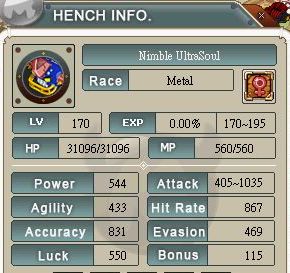 HENCH INFO.
Nimble UltraSoul
Race Metal
LV 170 EXP 0.00% 170~195
HP 31096/31096 MP 560/560
Power 544 Attack 405~1035
Agility 433 Hit Rate 867
Accuracy 831 Evasion 469
Luck 550 Bonus 115